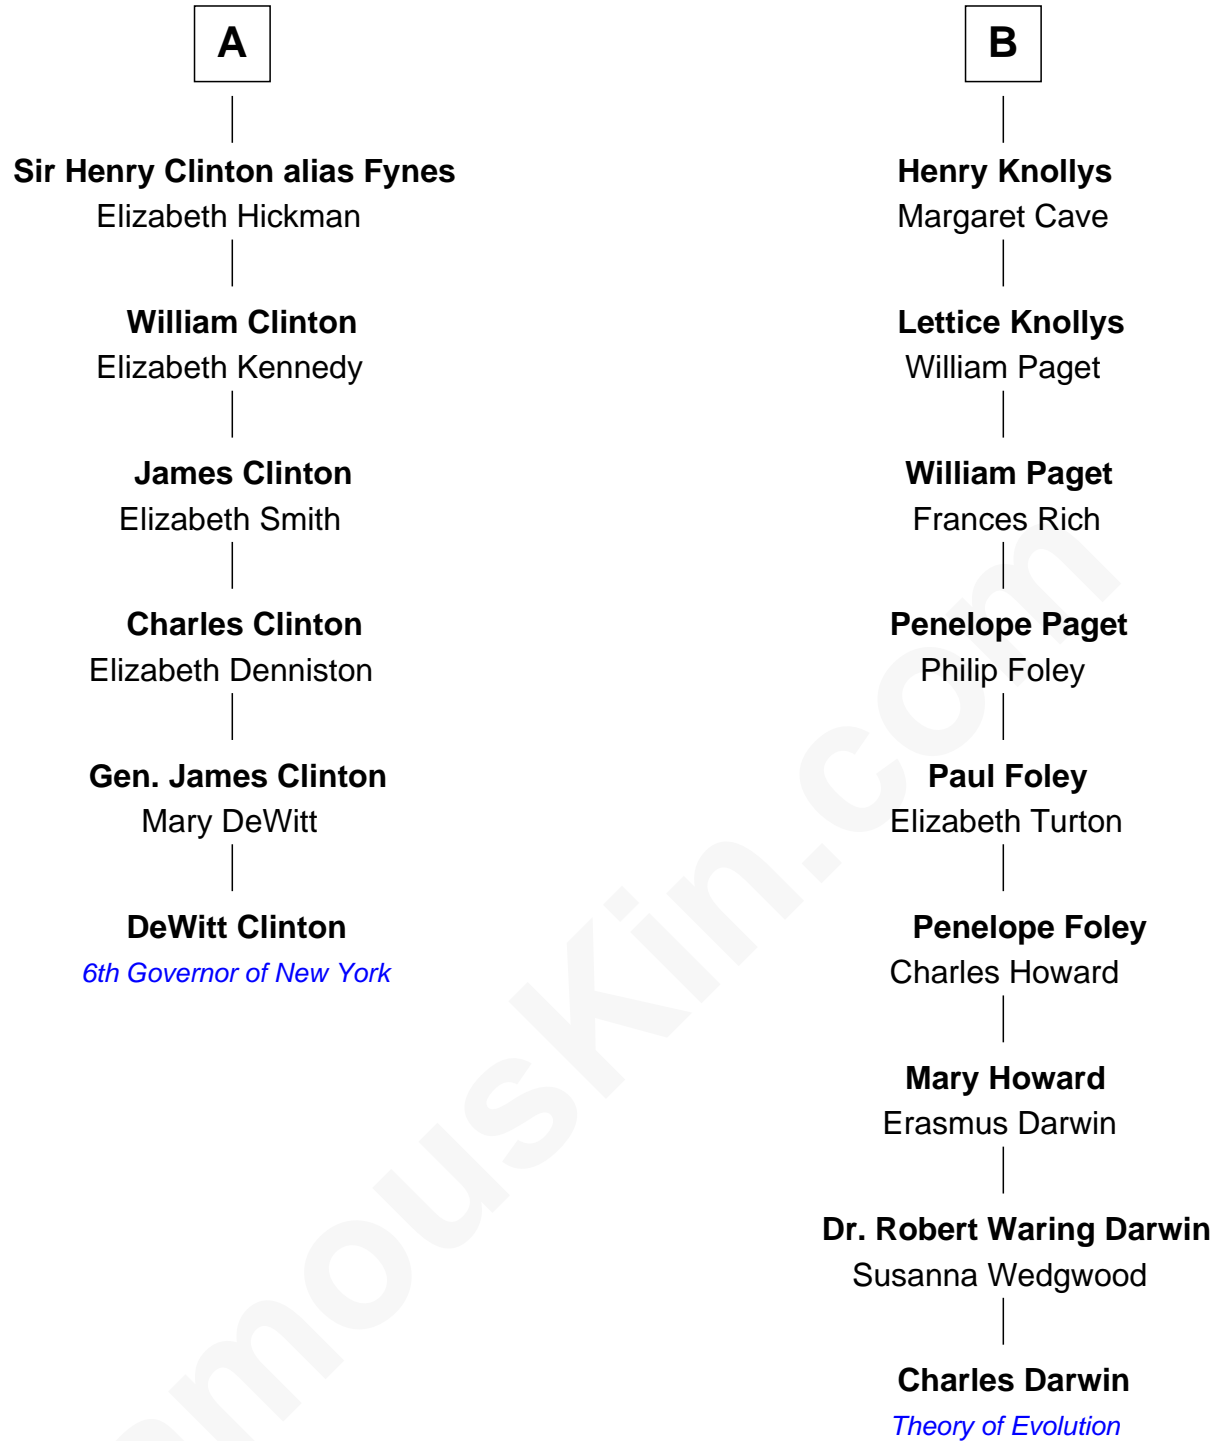 A
Sir Henry Clinton alias Fynes
Elizabeth Hickman
William Clinton
Elizabeth Kennedy
James Clinton
Elizabeth Smith
Charles Clinton
Elizabeth Denniston
Gen. James Clinton
Mary DeWitt
DeWitt Clinton
6th Governor of New York
B
Henry Knollys
Margaret Cave
Lettice Knollys
William Paget
William Paget
Frances Rich
Penelope Paget
Philip Foley
Paul Foley
Elizabeth Turton
Penelope Foley
Charles Howard
Mary Howard
Erasmus Darwin
Dr. Robert Waring Darwin
Susanna Wedgwood
Charles Darwin
Theory of Evolution
amousKin.com